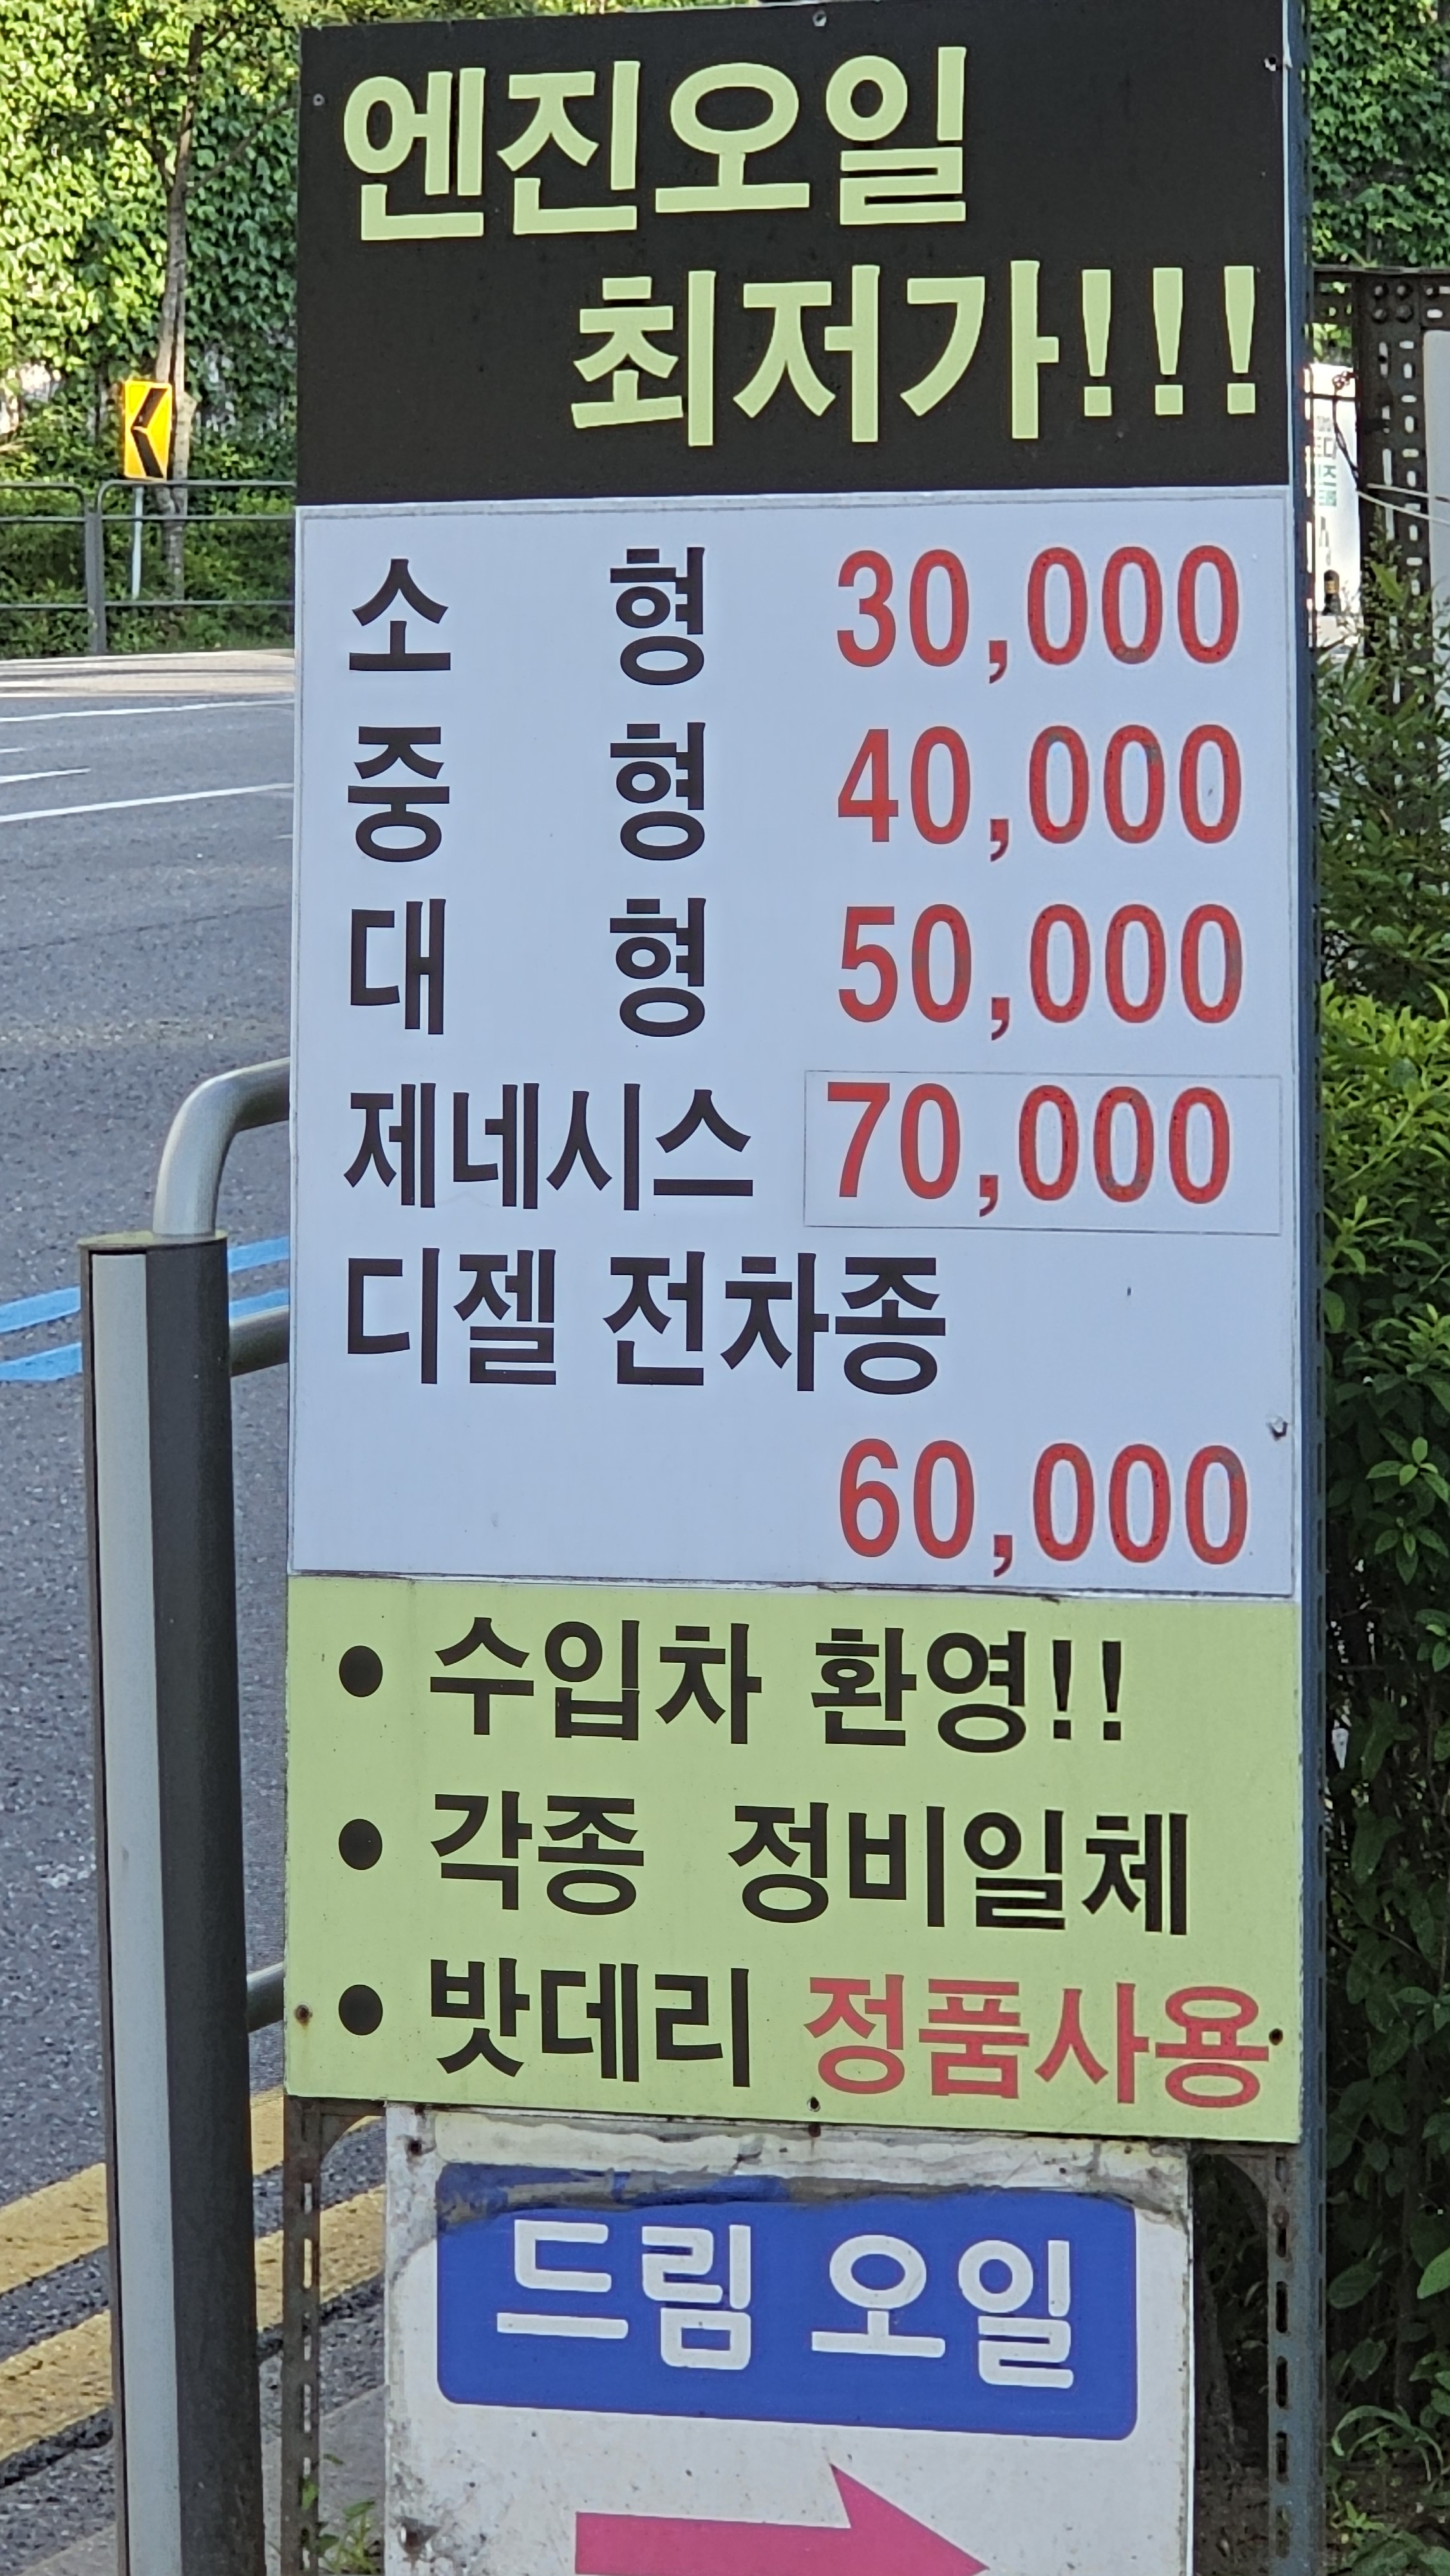 엔진오일
최저가!!!
소 형 30,000
중 형 40,000
대 형 50,000
제네시스 70,000
디젤 전차종
60,000
• 수입차 환영!!
• 각종 정비일체
• 밧데리 정품사용
드림 오일